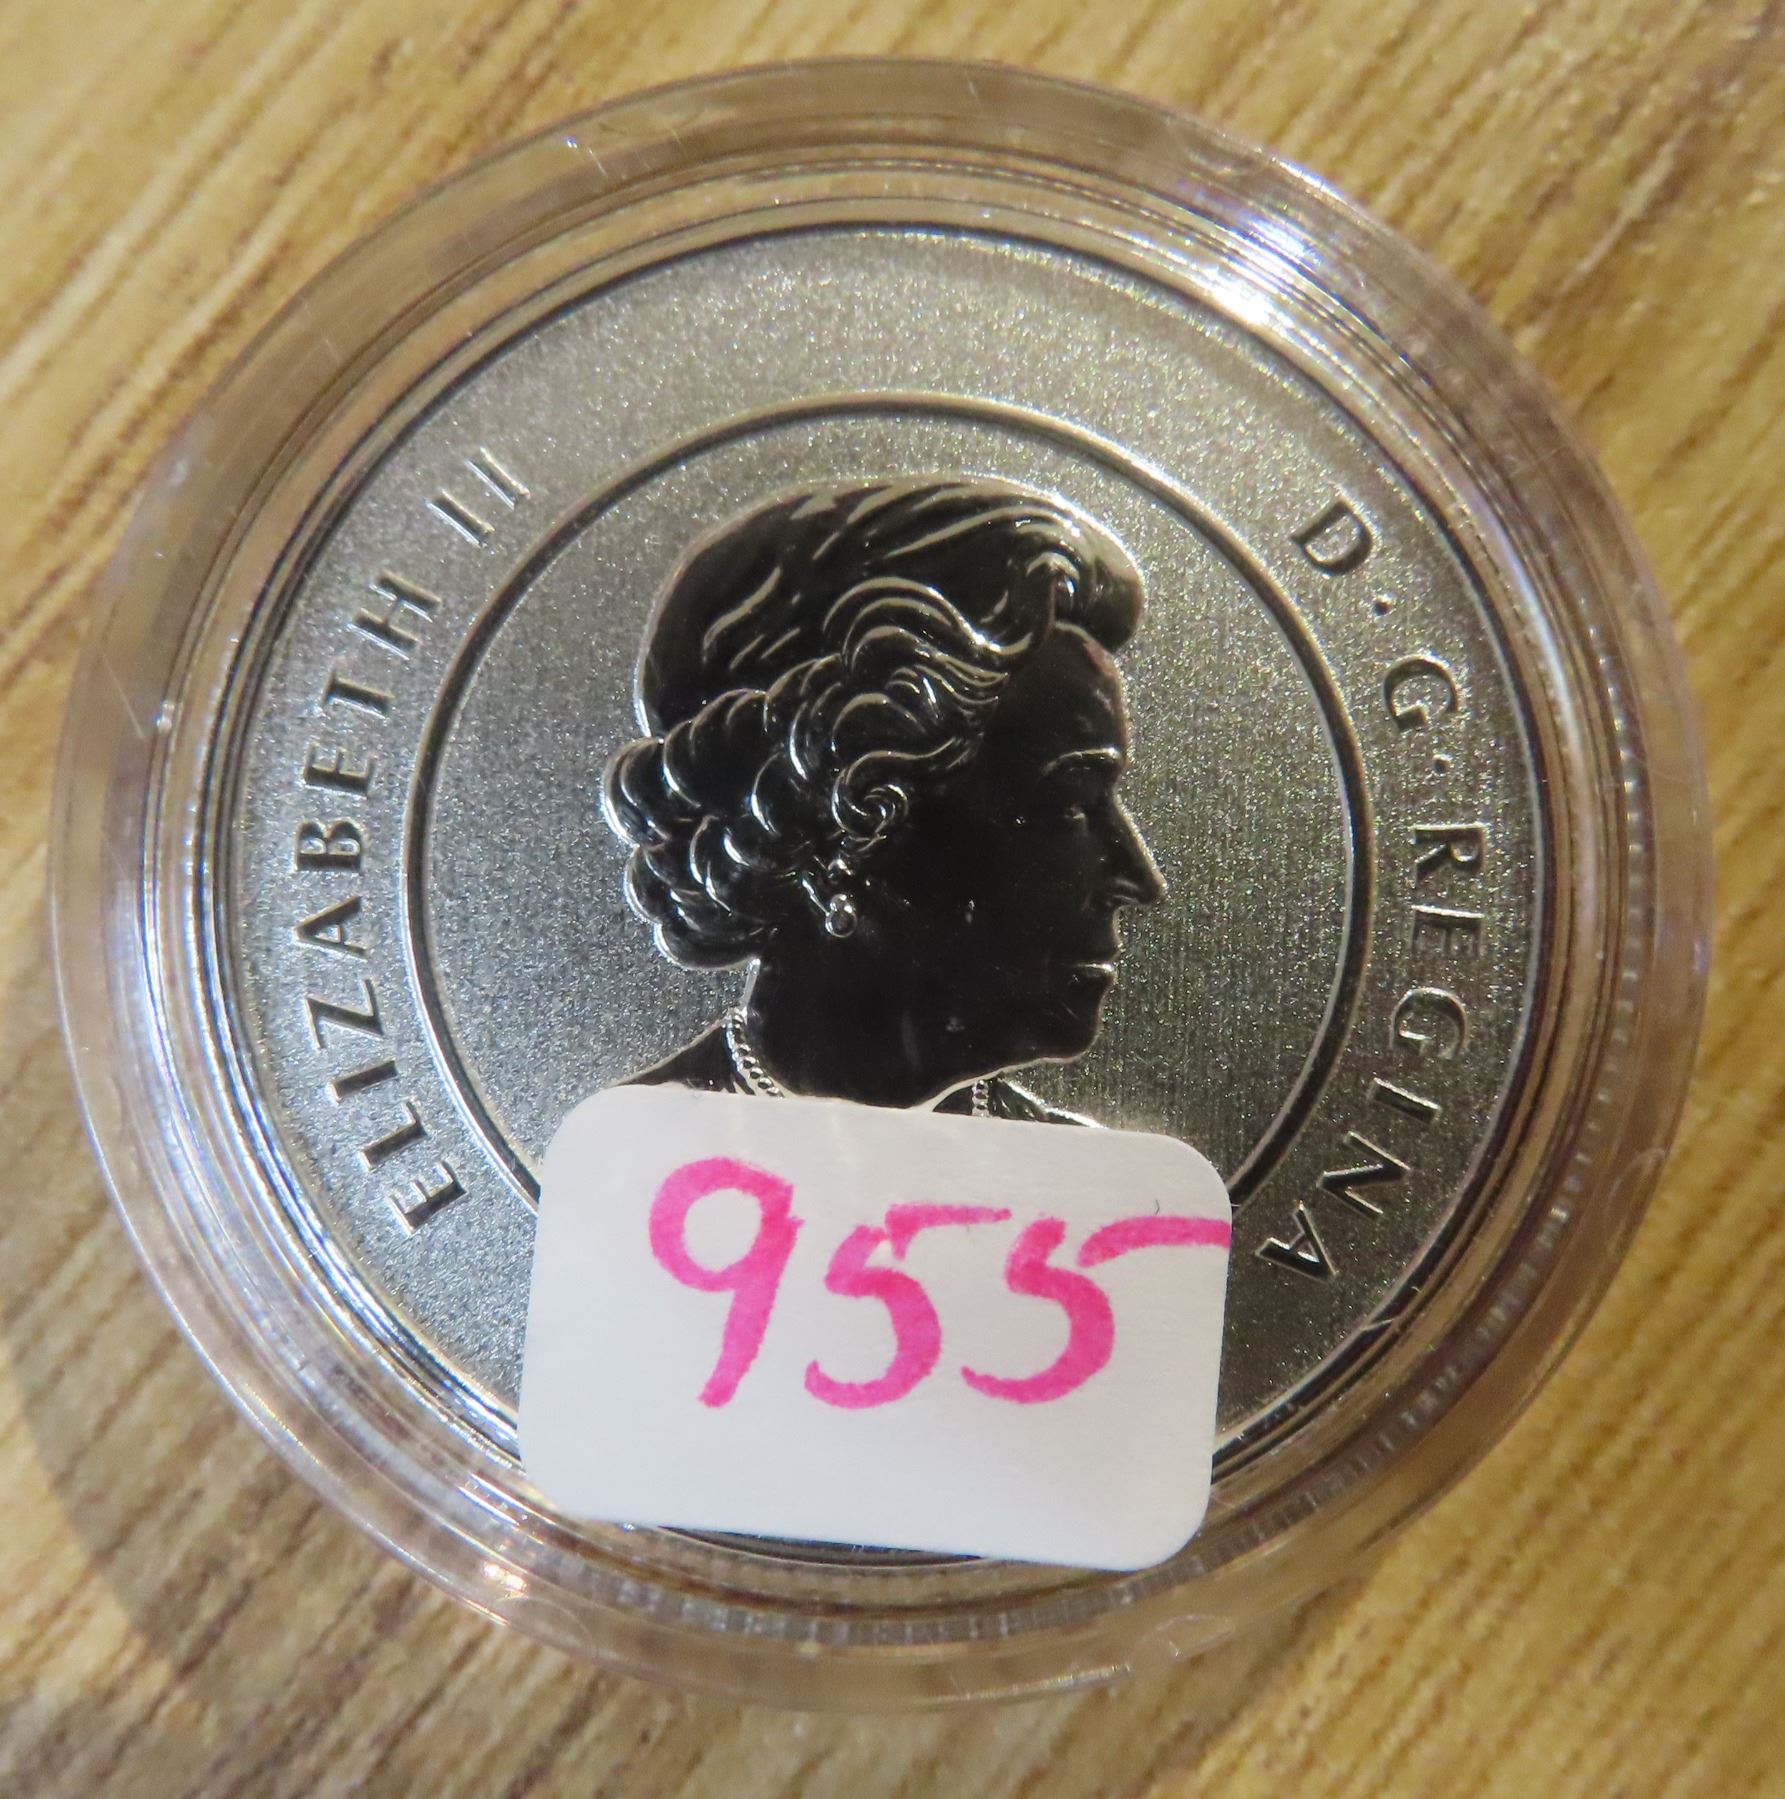 ELIZABETH II D·G·REGINA
955